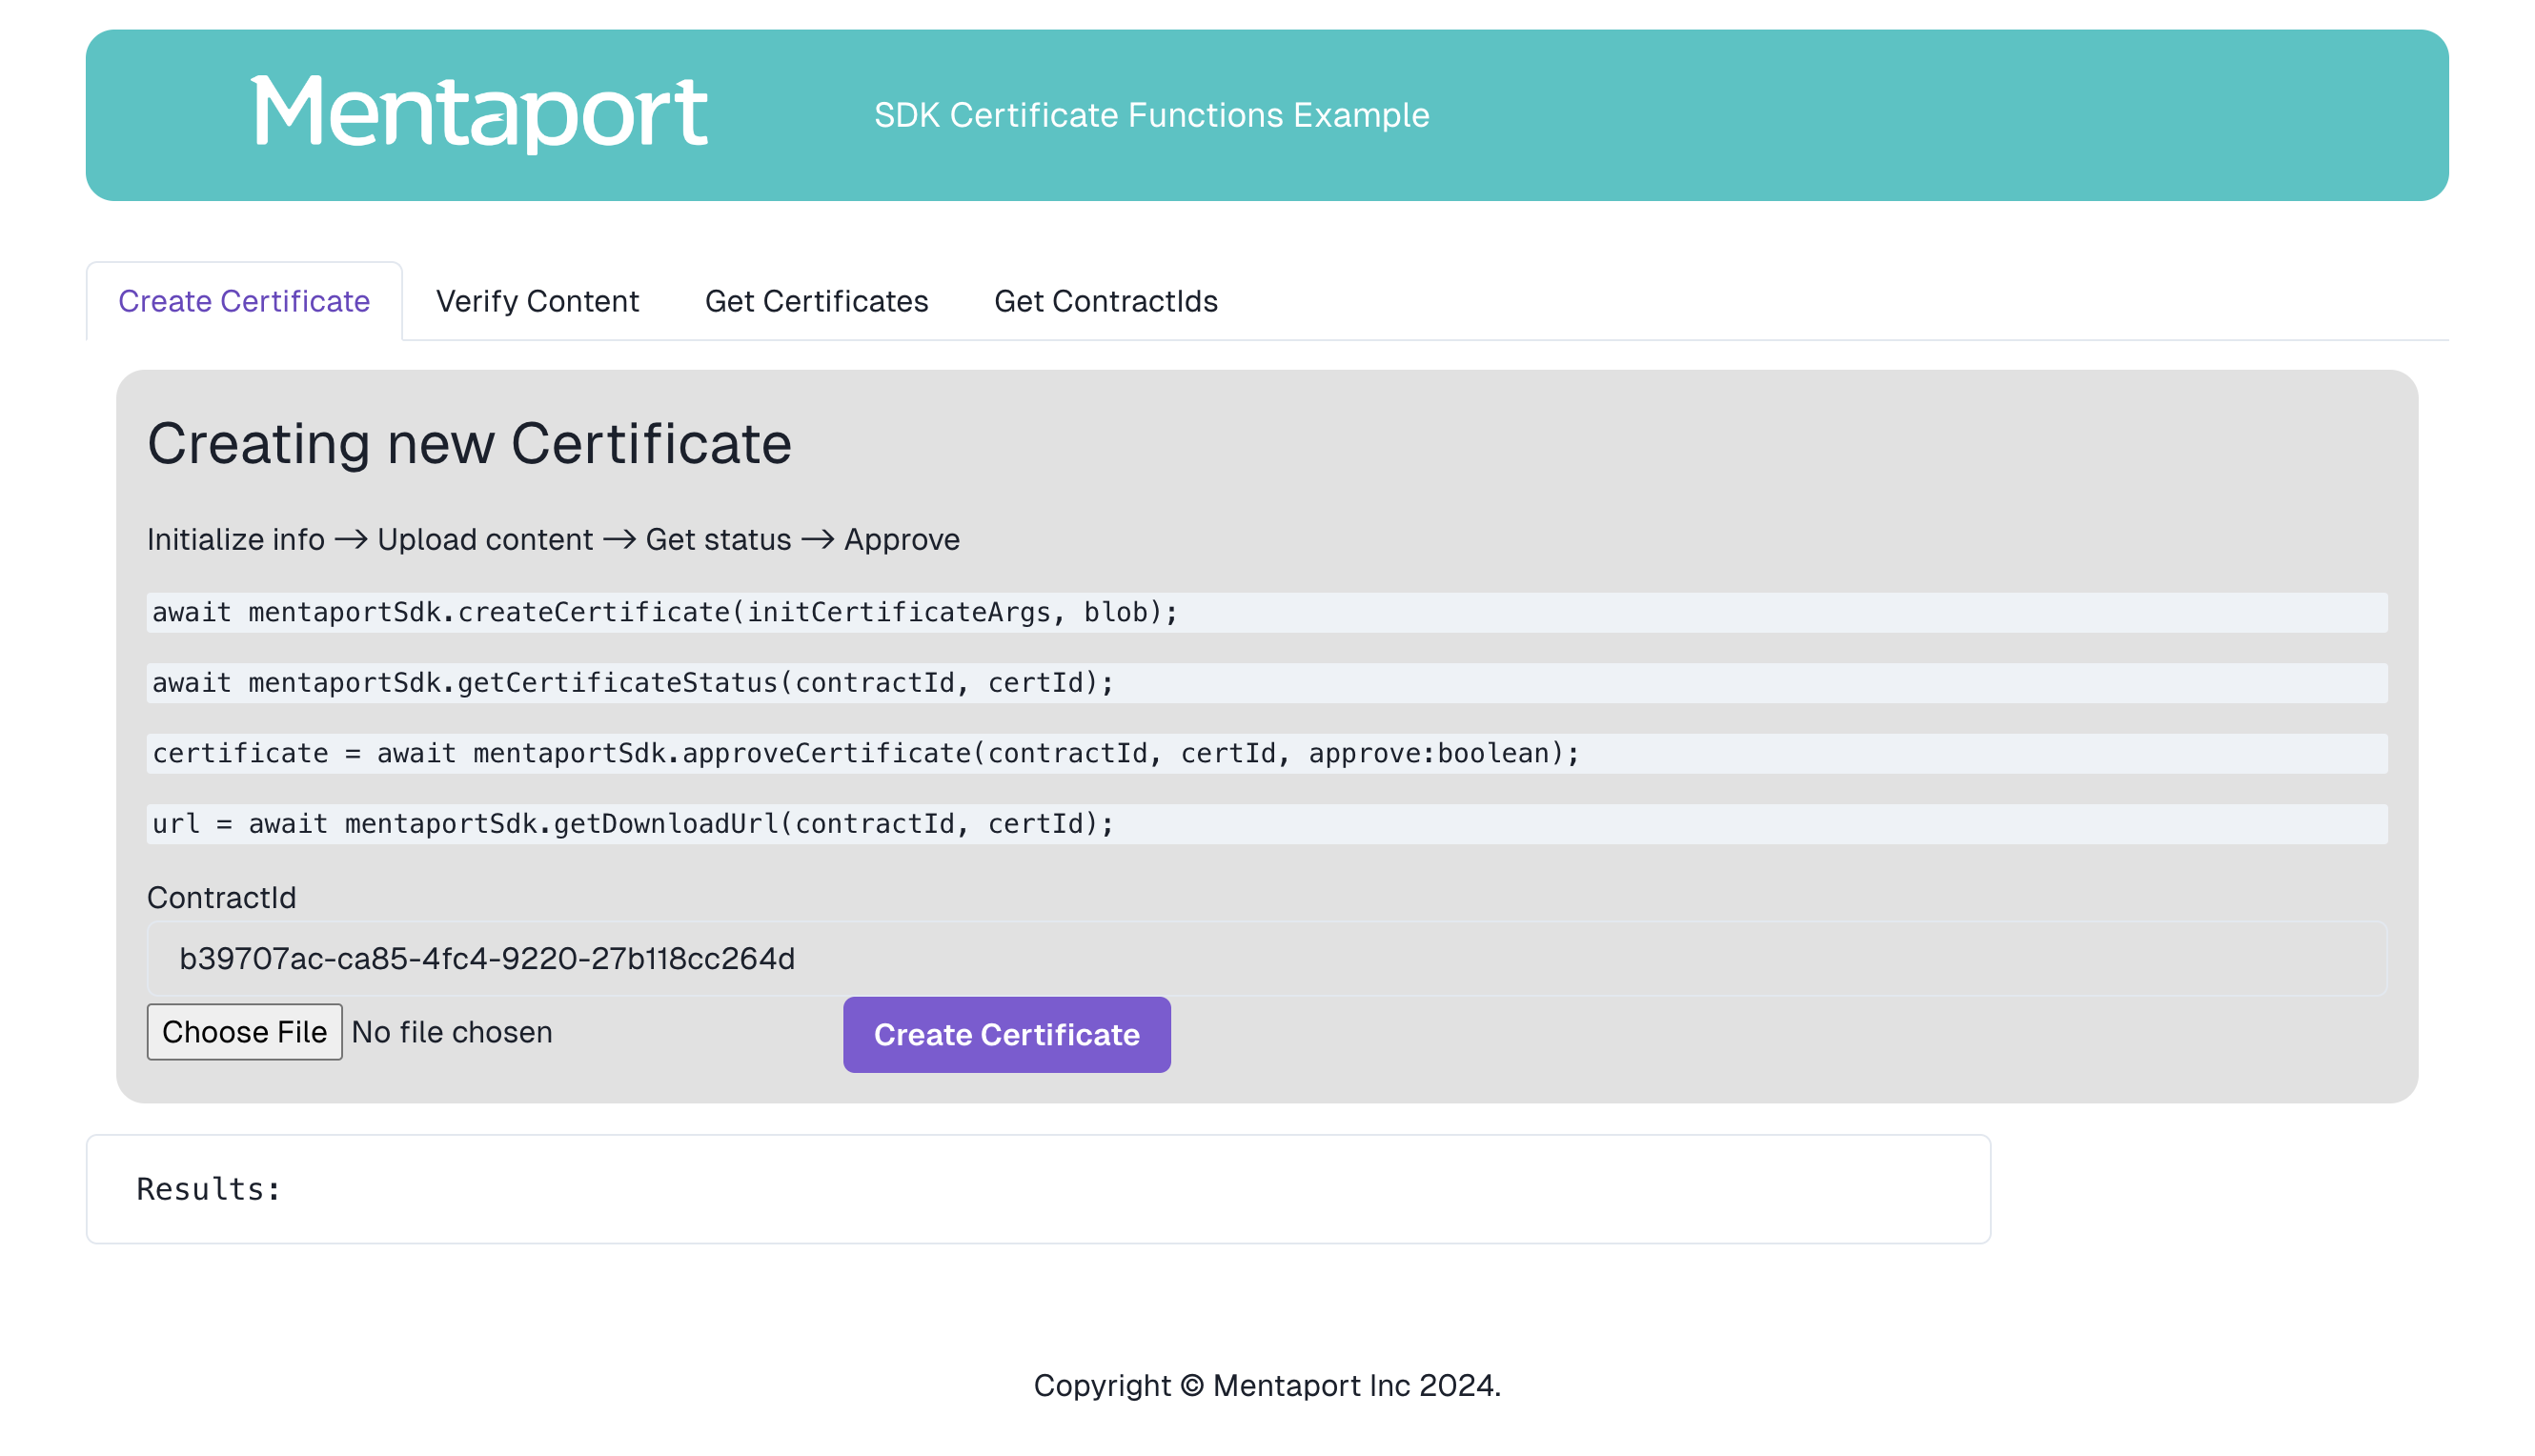 Mentaport
SDK Certificate Functions Example
Create Certificate Verify Content Get Certificates Get ContractIds
Creating new Certificate
Initialize info → Upload content → Get status → Approve
await mentaportSdk.createCertificate(initCertificateArgs, blob);
await mentaportSdk.getCertificateStatus(contractId, certId);
certificate = await mentaportSdk.approveCertificate(contractId, certId, approve:boolean);
url = await mentaportSdk.getDownloadUrl(contractId, certId);
ContractId
b39707ac-ca85-4fc4-9220-27b118cc264d
Choose File No file chosen Create Certificate
Results:
Copyright © Mentaport Inc 2024.